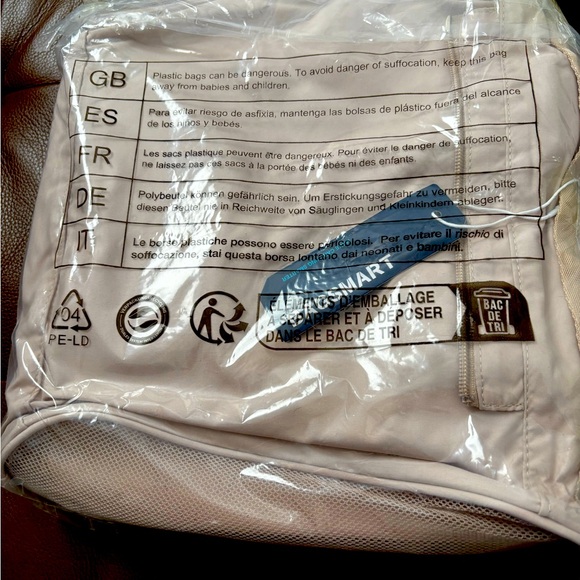 GB
Plastic bags can be dangerous. To avoid danger of suffocation, keep this bag
away from babies and children.
ES
Para evitar riesgo de asfixia, mantenga las bolsas de plástico fuera del alcance
de los niños y bebés.
FR
Les sacs plastique peuvent être dangereux. Pour éviter le danger de suffocation,
ne laissez pas ces sacs à la portée des bébés ni des enfants.
DE
Polybeutel können gefährlich sein. Um Erstickungsgefahr zu vermeiden, bitte
diesen Beutel nie in Reichweite von Säuglingen und Kleinkindern ablegen.
IT
Le borse plastiche possono essere pericolosi. Per evitare il rischio di
soffocazione, stai questa borsa lontano dai neonati e bambini.
SMART
04
PE-LD
ÉLÉMENTS D'EMBALLAGE
À SÉPARER ET À DÉPOSER
DANS LE BAC DE TRI
BAC
DE
TRI